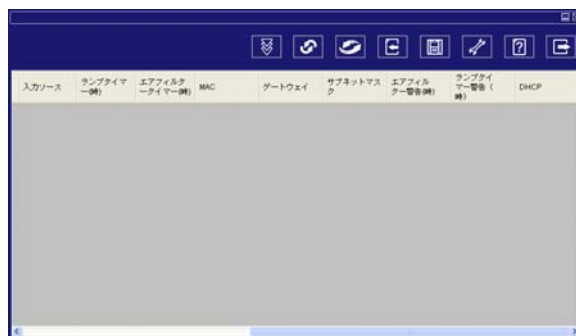 入力ソース
ランプタイマ
ー(時)
エアフィルタ
ータイマー(時)
MAC
ゲートウェイ
サブネットマス
ク
エアフィル
ター警告(時)
ランプタイ
マー警告(
時)
DHCP